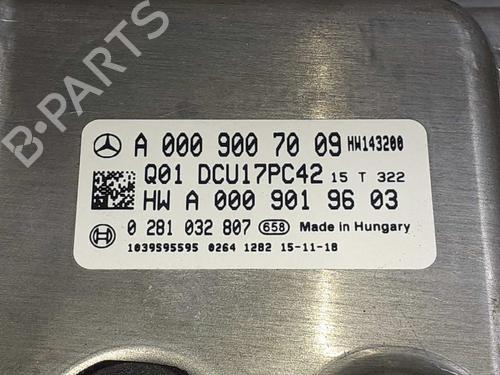 A 000 900 70 09 HW143200
Q01 DCU17PC42 15 T 322
HW A 000 901 96 03
0 281 032 807 658 Made in Hungary
1039S95595 0264 1282 15-11-18
B-Parts